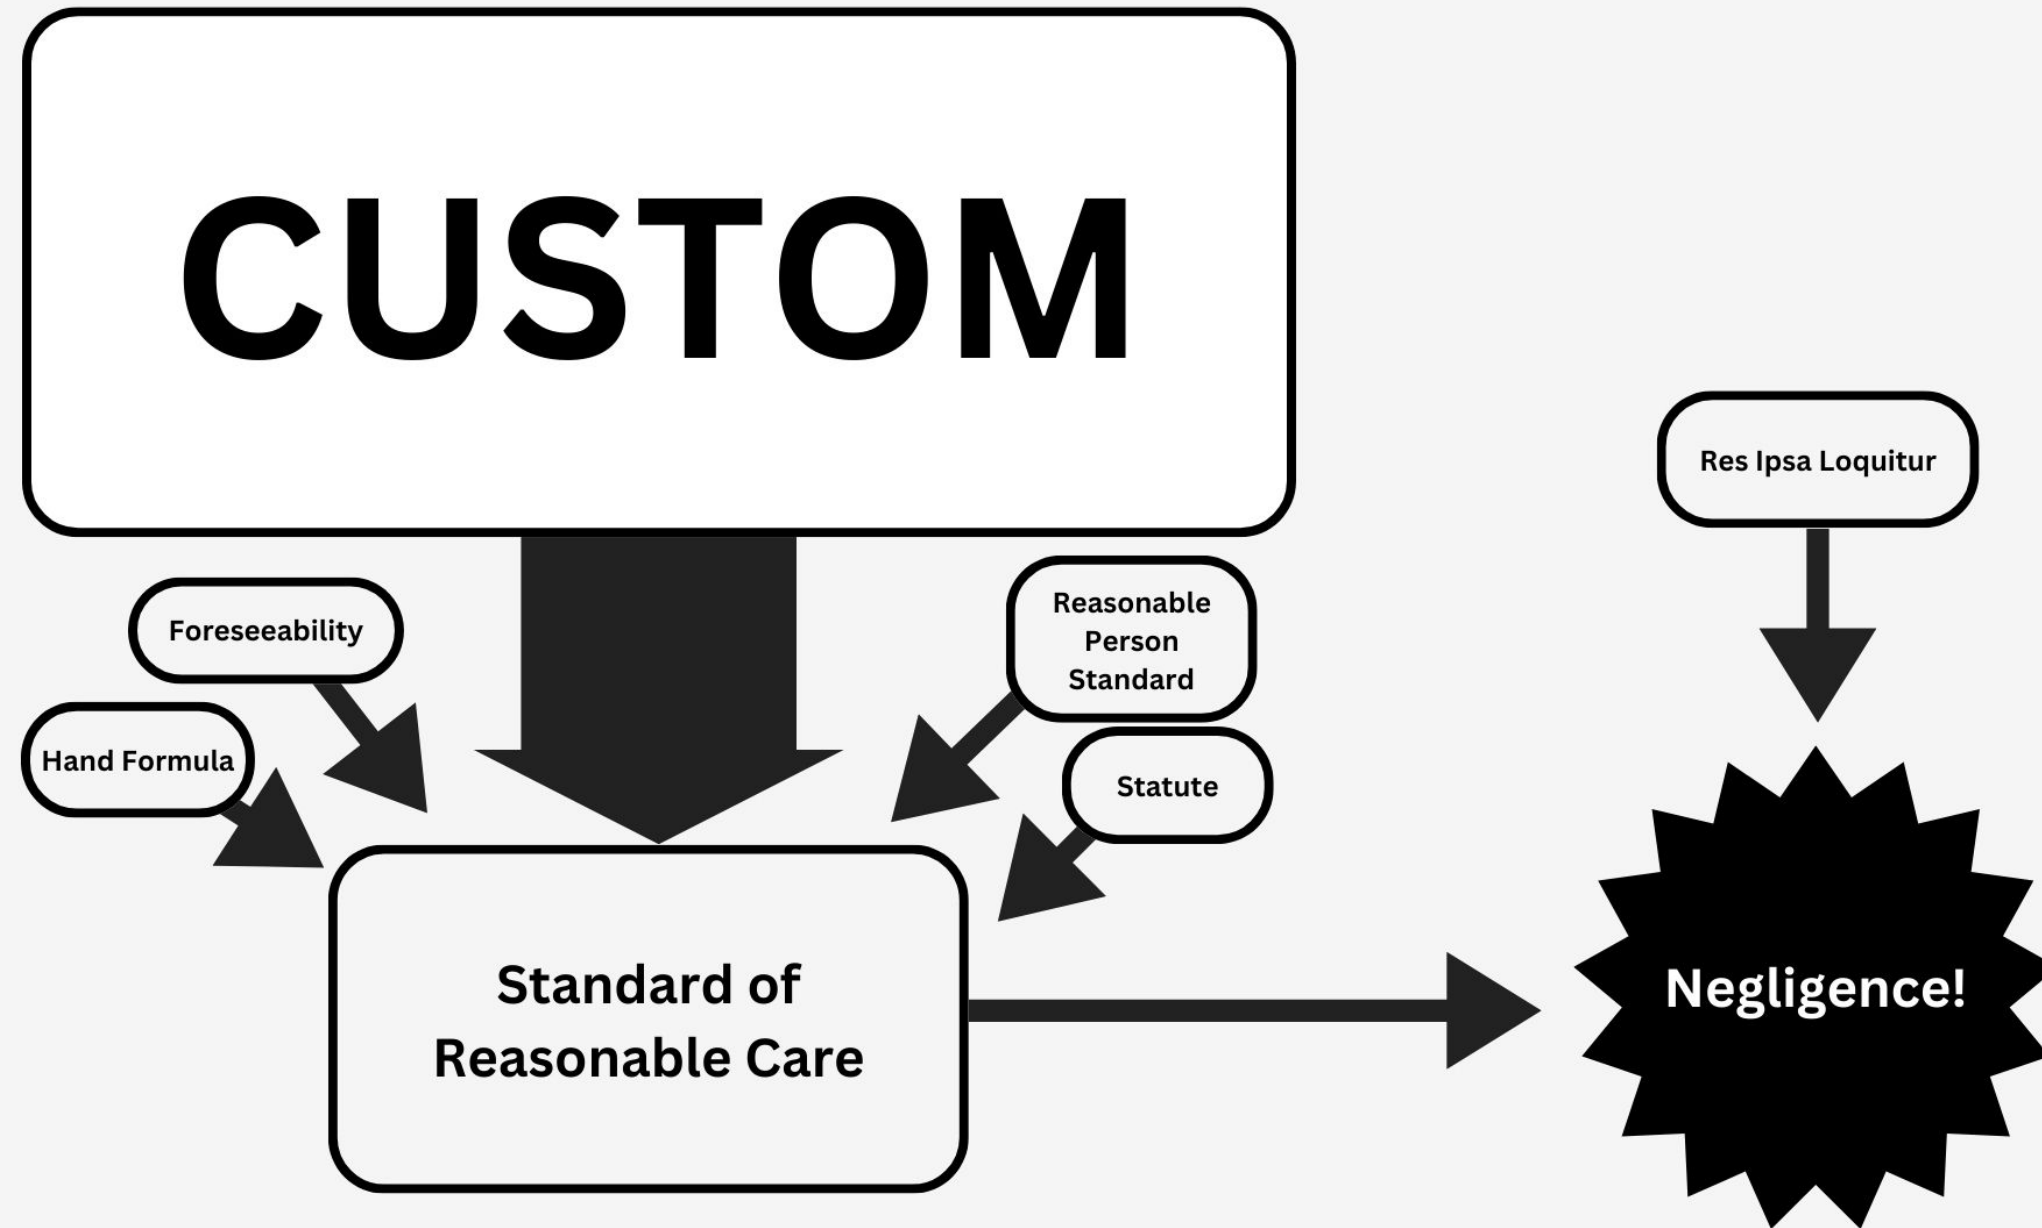 CUSTOM
Res Ipsa Loquitur
Foreseeability
Reasonable
Person
Standard
Hand Formula
Statute
Standard of
Reasonable Care
Negligence!